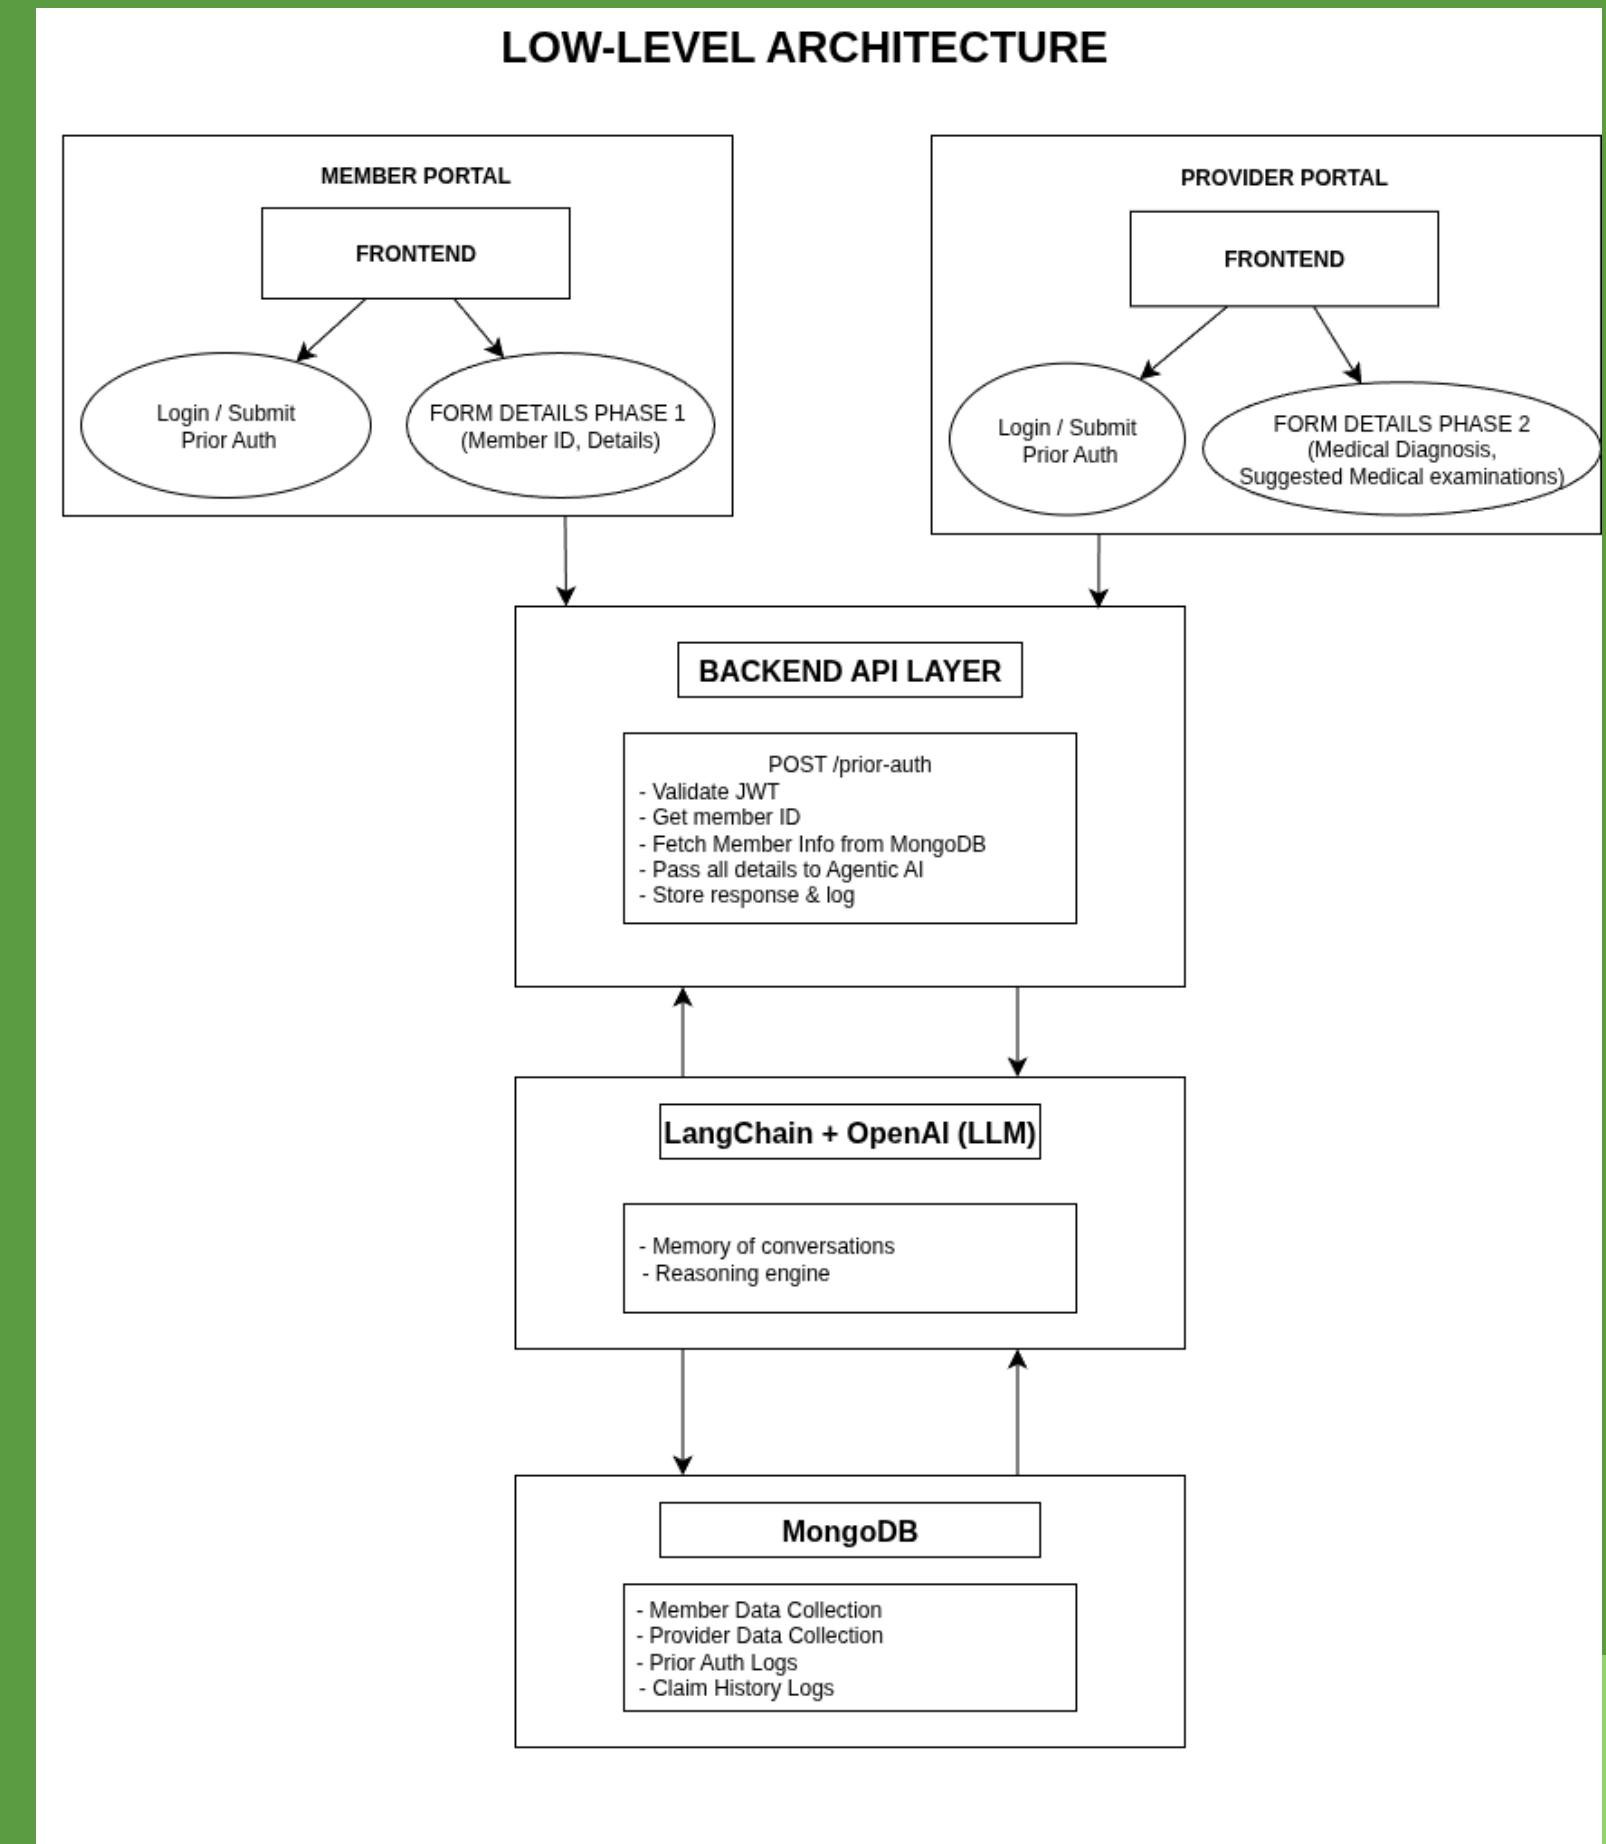 LOW-LEVEL ARCHITECTURE
MEMBER PORTAL
FRONTEND
Login / Submit
Prior Auth
FORM DETAILS PHASE 1
(Member ID, Details)
PROVIDER PORTAL
FRONTEND
Login / Submit
Prior Auth
FORM DETAILS PHASE 2
(Medical Diagnosis,
Suggested Medical examinations)
BACKEND API LAYER
POST /prior-auth
- Validate JWT
- Get member ID
- Fetch Member Info from MongoDB
- Pass all details to Agentic AI
- Store response & log
LangChain + OpenAI (LLM)
- Memory of conversations
- Reasoning engine
MongoDB
- Member Data Collection
- Provider Data Collection
- Prior Auth Logs
- Claim History Logs